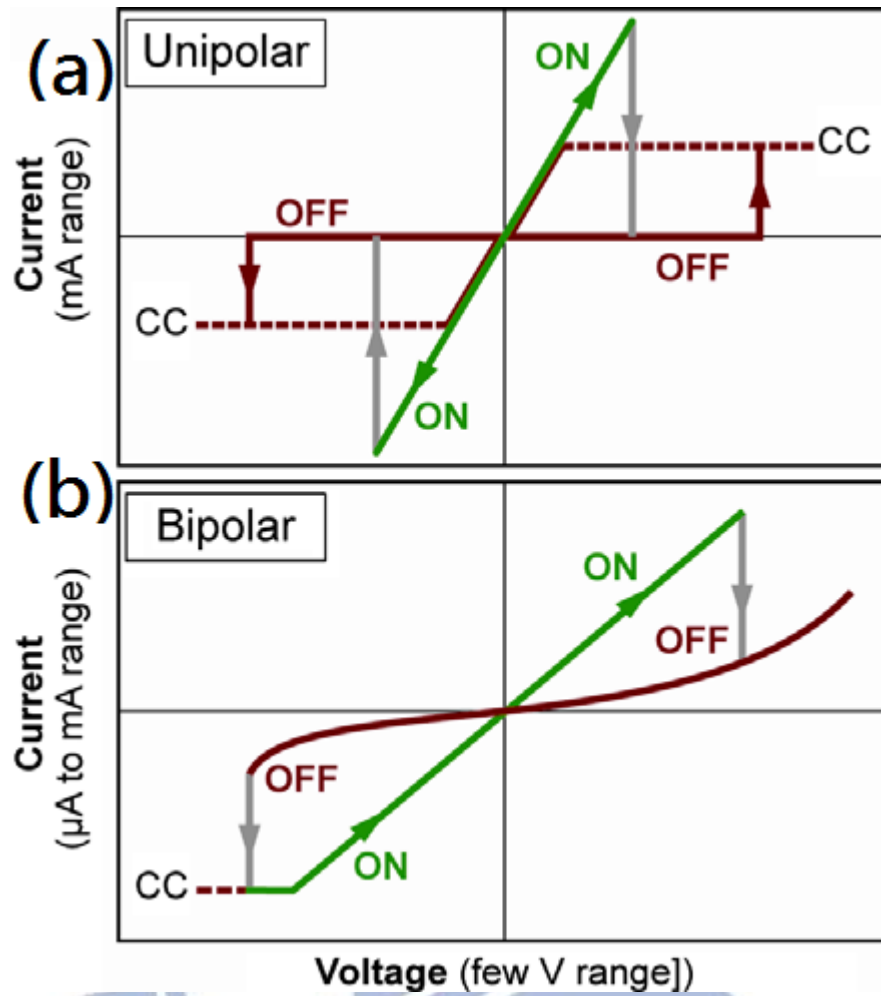 (a)
Unipolar
ON
CC
OFF
OFF
CC
ON
Current
(mA range)
(b)
Bipolar
ON
OFF
OFF
CC
ON
Current
(µA to mA range)
Voltage (few V range])